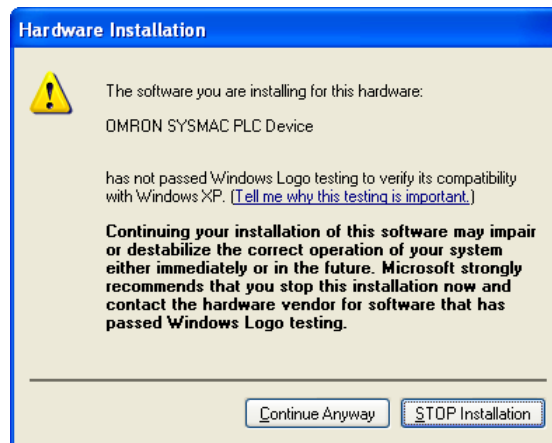 Hardware Installation
The software you are installing for this hardware:
OMRON SYSMAC PLC Device
has not passed Windows Logo testing to verify its compatibility
with Windows XP. (Tell me why this testing is important.)
Continuing your installation of this software may impair
or destabilize the correct operation of your system
either immediately or in the future. Microsoft strongly
recommends that you stop this installation now and
contact the hardware vendor for software that has
passed Windows Logo testing.
Continue Anyway
STOP Installation